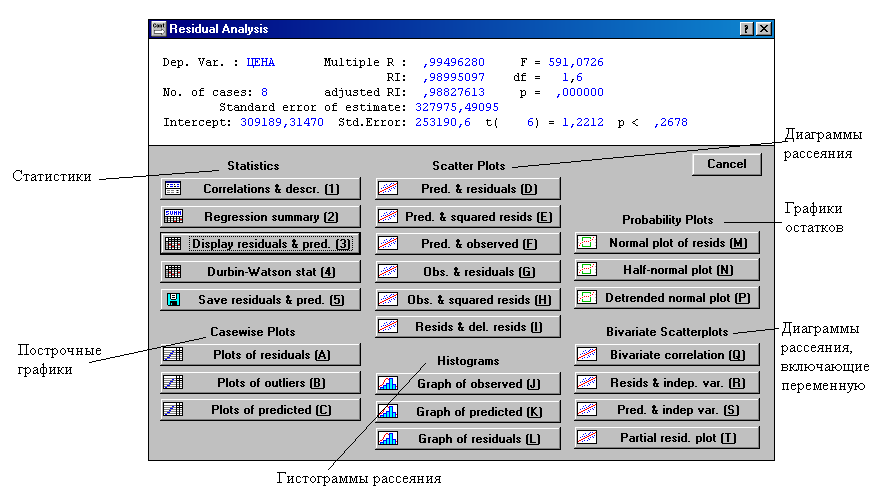 Residual Analysis
Dep. Var. : ЦЕНА Multiple R : ,99496280 F = 591,0726
RI: ,98995097 df = 1,6
No. of cases: 8 adjusted RI: ,98827613 p = ,000000
Standard error of estimate: 327975,49095
Intercept: 309189,31470 Std.Error: 253190,6 t( 6) = 1,2212 p < ,2678
Cancel
Статистики
Statistics
Correlations & descr. (1)
Regression summary (2)
Display residuals & pred. (3)
Durbin-Watson stat (4)
Save residuals & pred. (5)
Построчные
графики
Casewise Plots
Plots of residuals (A)
Plots of outliers (B)
Plots of predicted (C)
Диаграммы
рассеяния
Scatter Plots
Pred. & residuals (D)
Pred. & squared resids (E)
Pred. & observed (F)
Obs. & residuals (G)
Obs. & squared resids (H)
Resids & del. resids (I)
Histograms
Graph of observed (J)
Graph of predicted (K)
Graph of residuals (L)
Гистограммы рассеяния
Графики
остатков
Probability Plots
Normal plot of resids (M)
Half-normal plot (N)
Detrended normal plot (P)
Диаграммы
рассеяния,
включающие
переменную
Bivariate Scatterplots
Bivariate correlation (Q)
Resids & indep. var. (R)
Pred. & indep var. (S)
Partial resid. plot (T)